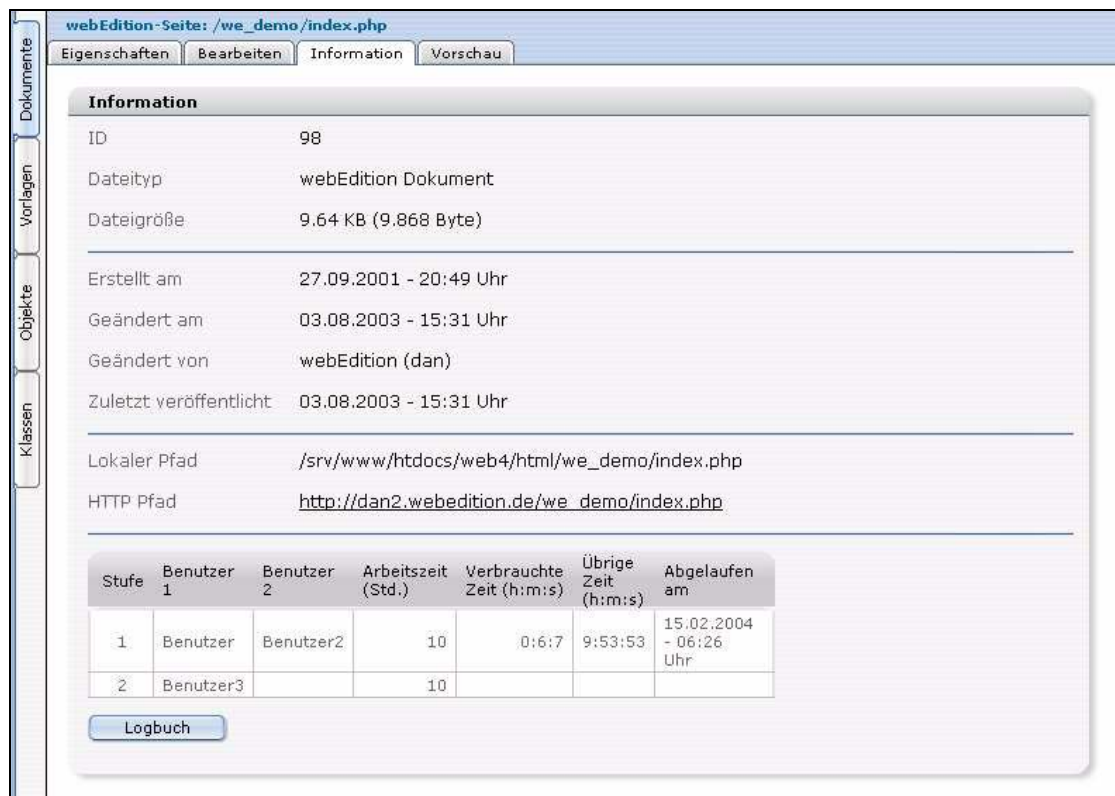 webEdition-Seite: /we_demo/index.php
Eigenschaften Bearbeiten Information Vorschau
Dokumente
Vorlagen
Objekte
Klassen
Information
ID 98
Dateityp webEdition Dokument
Dateigröße 9.64 KB (9.868 Byte)
Erstellt am 27.09.2001 - 20:49 Uhr
Geändert am 03.08.2003 - 15:31 Uhr
Geändert von webEdition (dan)
Zuletzt veröffentlicht 03.08.2003 - 15:31 Uhr
Lokaler Pfad /srv/www/htdocs/web4/html/we_demo/index.php
HTTP Pfad http://dan2.webedition.de/we_demo/index.php
Stufe Benutzer 1 Benutzer 2 Arbeitszeit (Std.) Verbrauchte Zeit (h:m:s) Übrige Zeit (h:m:s) Abgelaufen am
1 Benutzer Benutzer2 10 0:6:7 9:53:53 15.02.2004 - 06:26 Uhr
2 Benutzer3 10
Logbuch